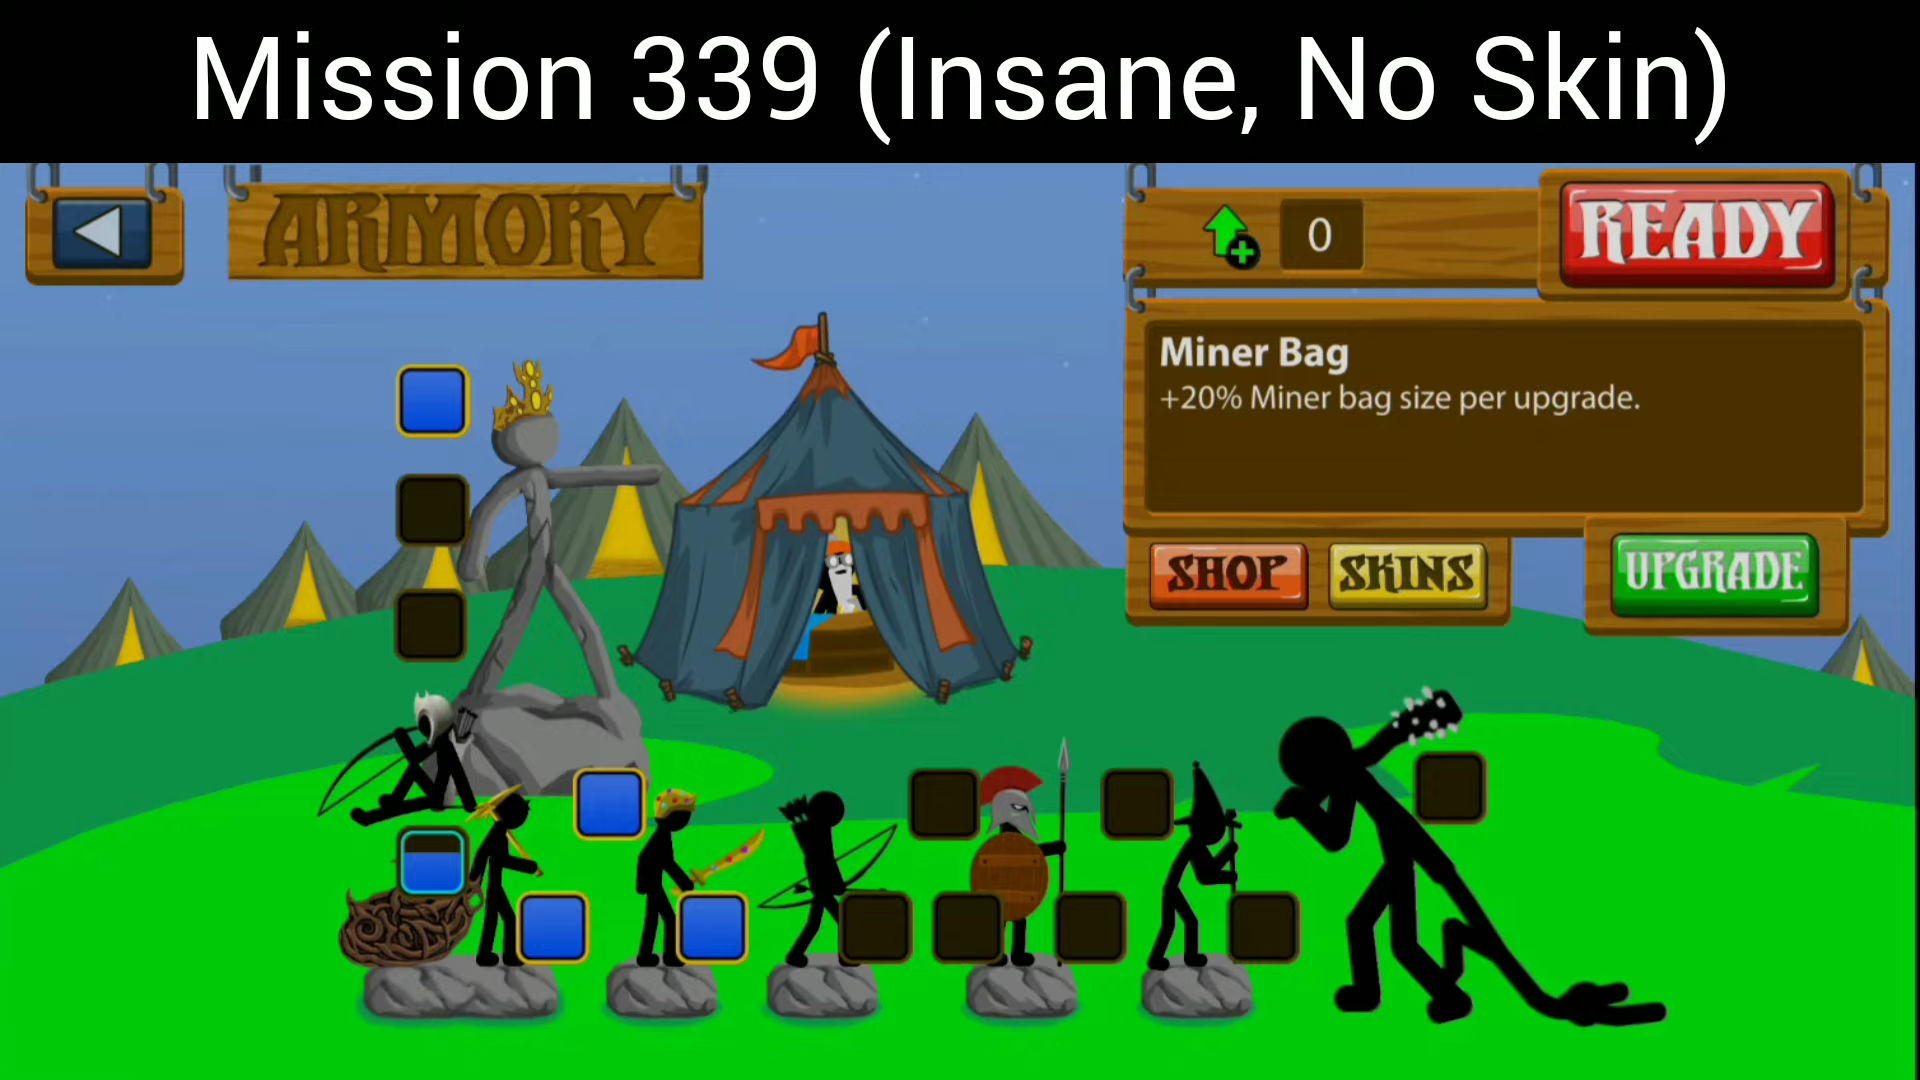 Mission 339 (Insane, No Skin)
ARMORY
0
READY
Miner Bag
+20% Miner bag size per upgrade.
SHOP
SKINS
UPGRADE